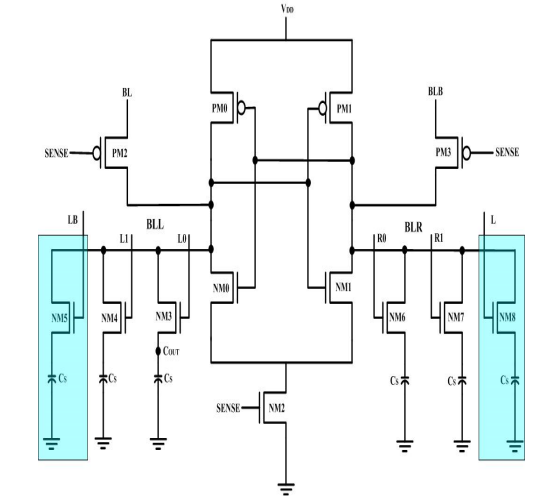 VDD
BL
BLB
PM0
PM1
SENSE
PM2
PM3
SENSE
LB
BLL
L1
L0
R0
BLR
R1
L
NM0
NM1
NM5
NM4
NM3
NM6
NM7
NM8
COUT
CS
CS
CS
CS
CS
CS
SENSE
NM2